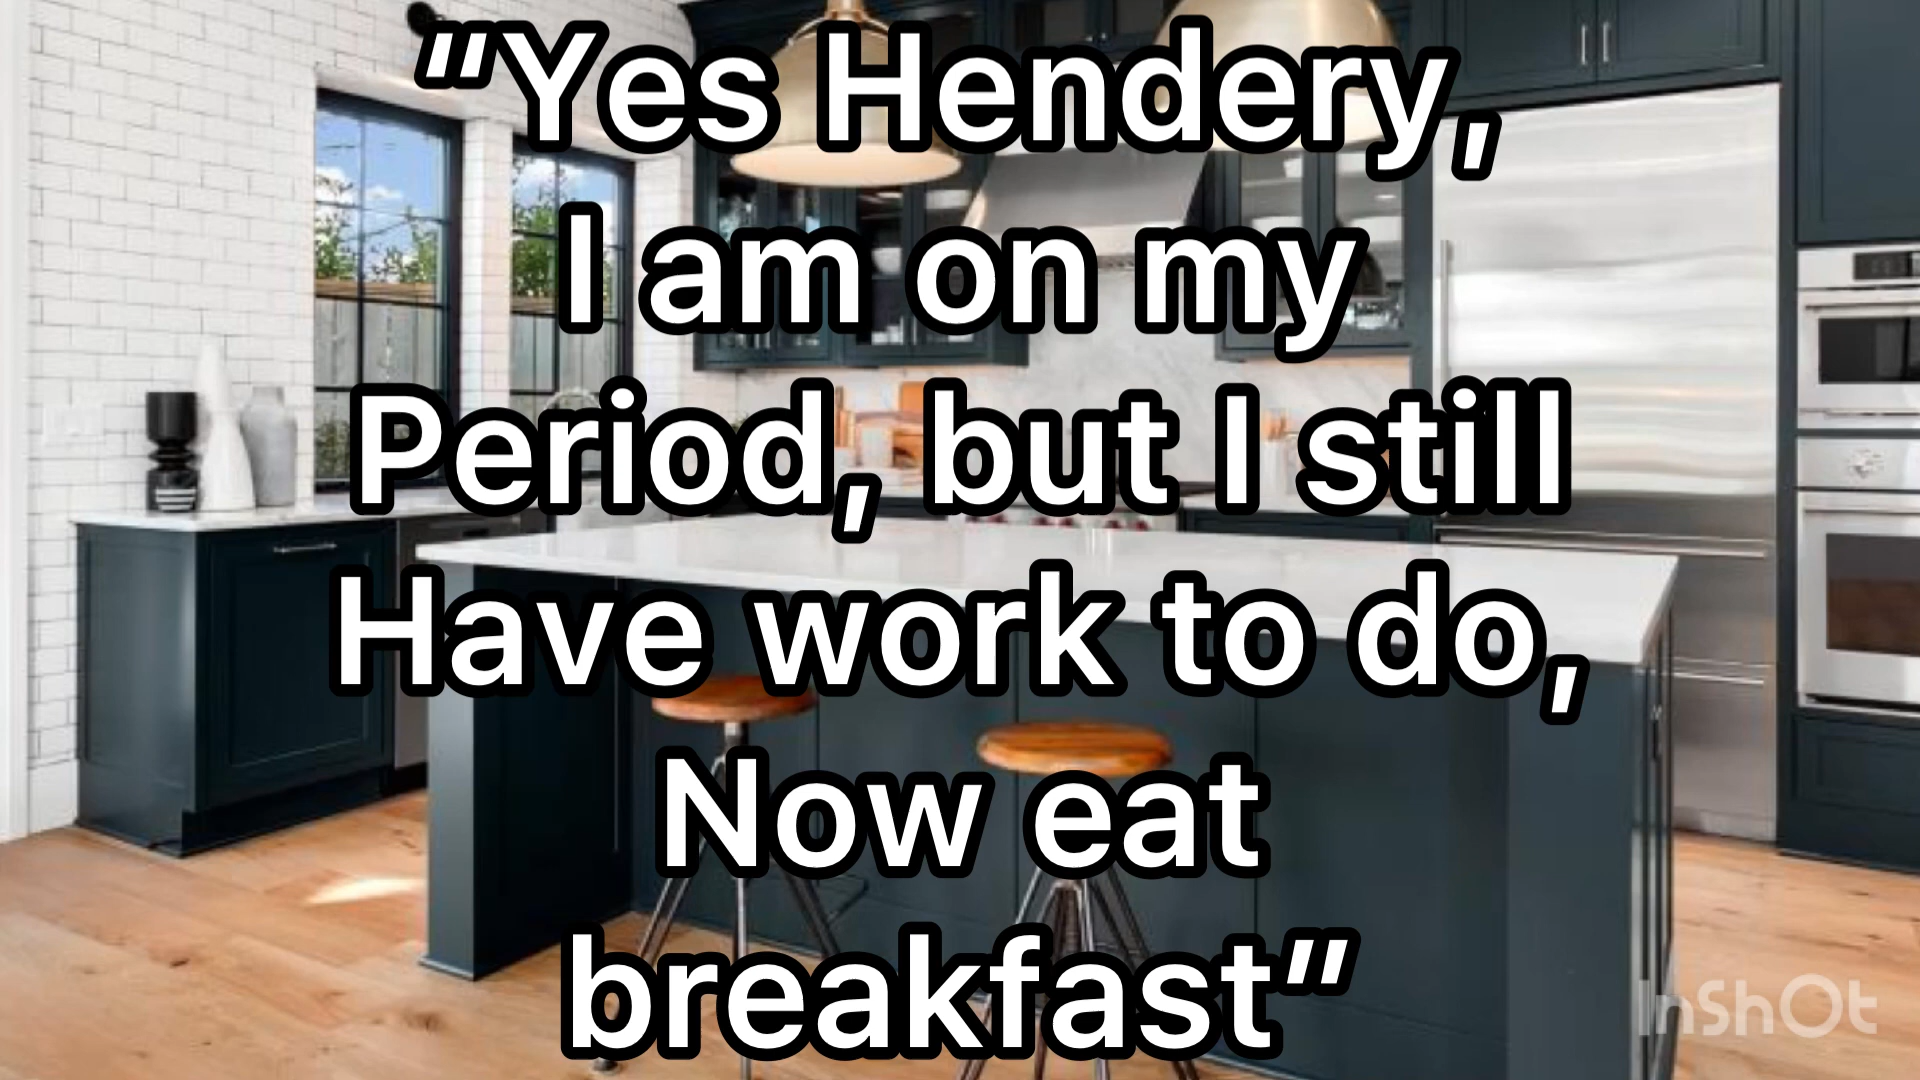 “Yes Hendery,
I am on my
Period, but I still
Have work to do,
Now eat
breakfast”
InShOt